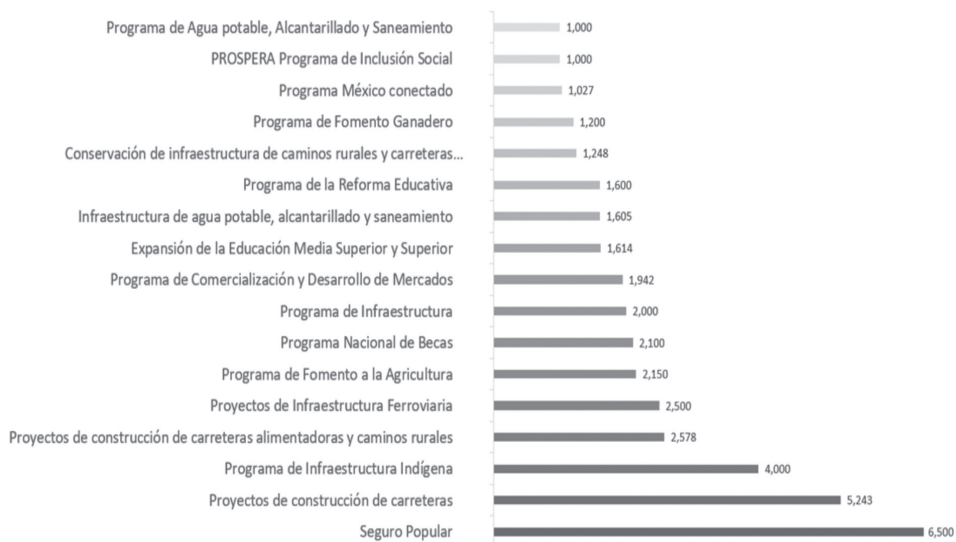 Programa de Agua potable, Alcantarillado y Saneamiento 1,000
PROSPERA Programa de Inclusión Social 1,000
Programa México conectado 1,027
Programa de Fomento Ganadero 1,200
Conservación de infraestructura de caminos rurales y carreteras... 1,248
Programa de la Reforma Educativa 1,600
Infraestructura de agua potable, alcantarillado y saneamiento 1,605
Expansión de la Educación Media Superior y Superior 1,614
Programa de Comercialización y Desarrollo de Mercados 1,942
Programa de Infraestructura 2,000
Programa Nacional de Becas 2,100
Programa de Fomento a la Agricultura 2,150
Proyectos de Infraestructura Ferroviaria 2,500
Proyectos de construcción de carreteras alimentadoras y caminos rurales 2,578
Programa de Infraestructura Indígena 4,000
Proyectos de construcción de carreteras 5,243
Seguro Popular 6,500